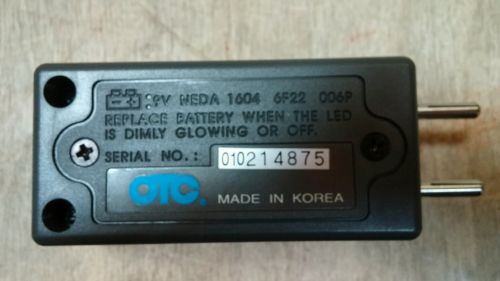 :9V NEDA 1604 6F22 006P
REPLACE BATTERY WHEN THE LED
IS DIMLY GLOWING OR OFF.
SERIAL NO.: 010214875
OTC. MADE IN KOREA